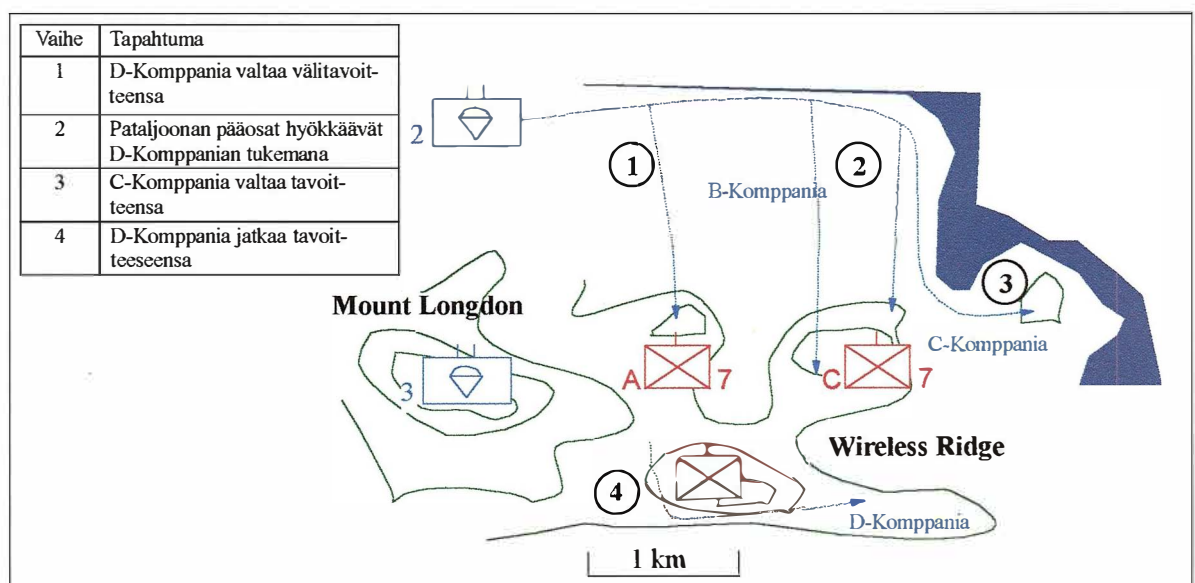 Vaihe Tapahtuma
1 D-Komppania valtaa välitavoit-
teensa
2 Pataljoonan pääosat hyökkäävät
D-Komppanian tukemana
3 C-Komppania valtaa tavoit-
teensa
4 D-Komppania jatkaa tavoit-
teeseensa
2
1
2
B-Komppania
3
Mount Longdon
C-Komppania
3
A 7
C 7
Wireless Ridge
4
D-Komppania
1 km